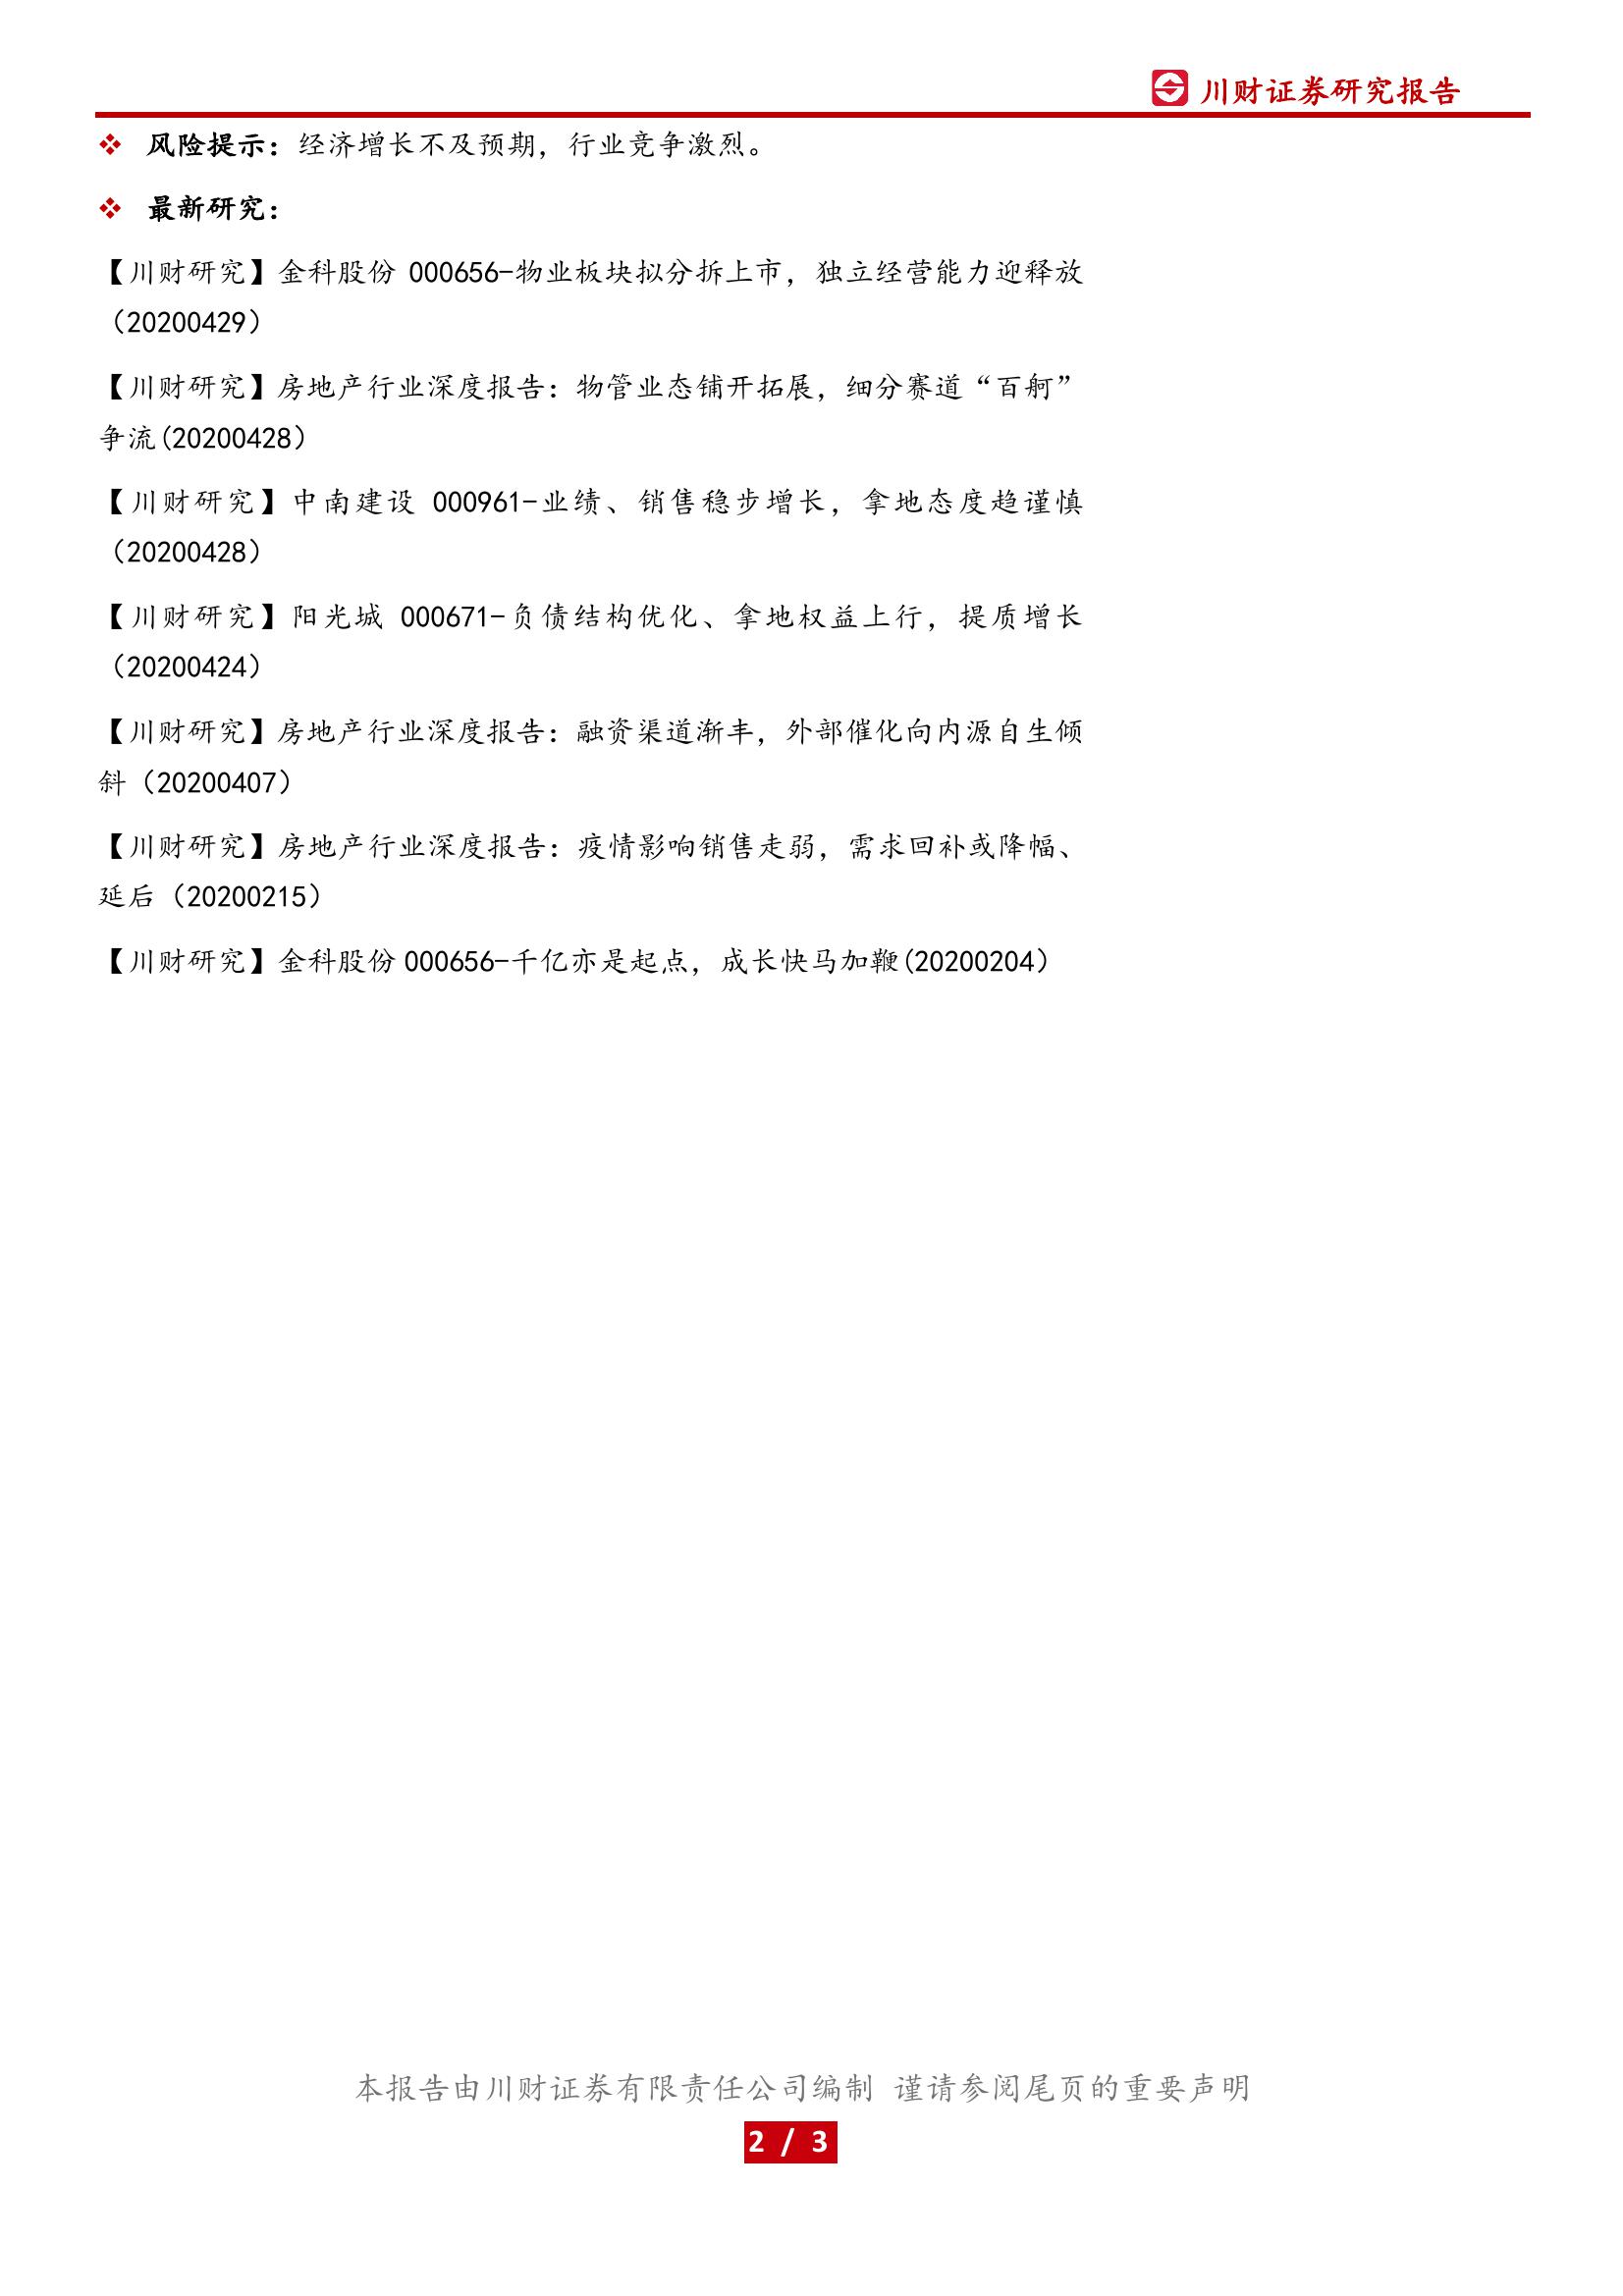 川财证券研究报告
❖ 风险提示：经济增长不及预期，行业竞争激烈。
❖ 最新研究：
【川财研究】金科股份 000656-物业板块拟分拆上市，独立经营能力迎释放
（20200429）
【川财研究】房地产行业深度报告：物管业态铺开拓展，细分赛道“百舸”
争流(20200428）
【川财研究】中南建设 000961-业绩、销售稳步增长，拿地态度趋谨慎
（20200428）
【川财研究】阳光城 000671-负债结构优化、拿地权益上行，提质增长
（20200424）
【川财研究】房地产行业深度报告：融资渠道渐丰，外部催化向内源自生倾
斜（20200407）
【川财研究】房地产行业深度报告：疫情影响销售走弱，需求回补或降幅、
延后（20200215）
【川财研究】金科股份 000656-千亿亦是起点，成长快马加鞭(20200204）
本报告由川财证券有限责任公司编制 谨请参阅尾页的重要声明
2 / 3